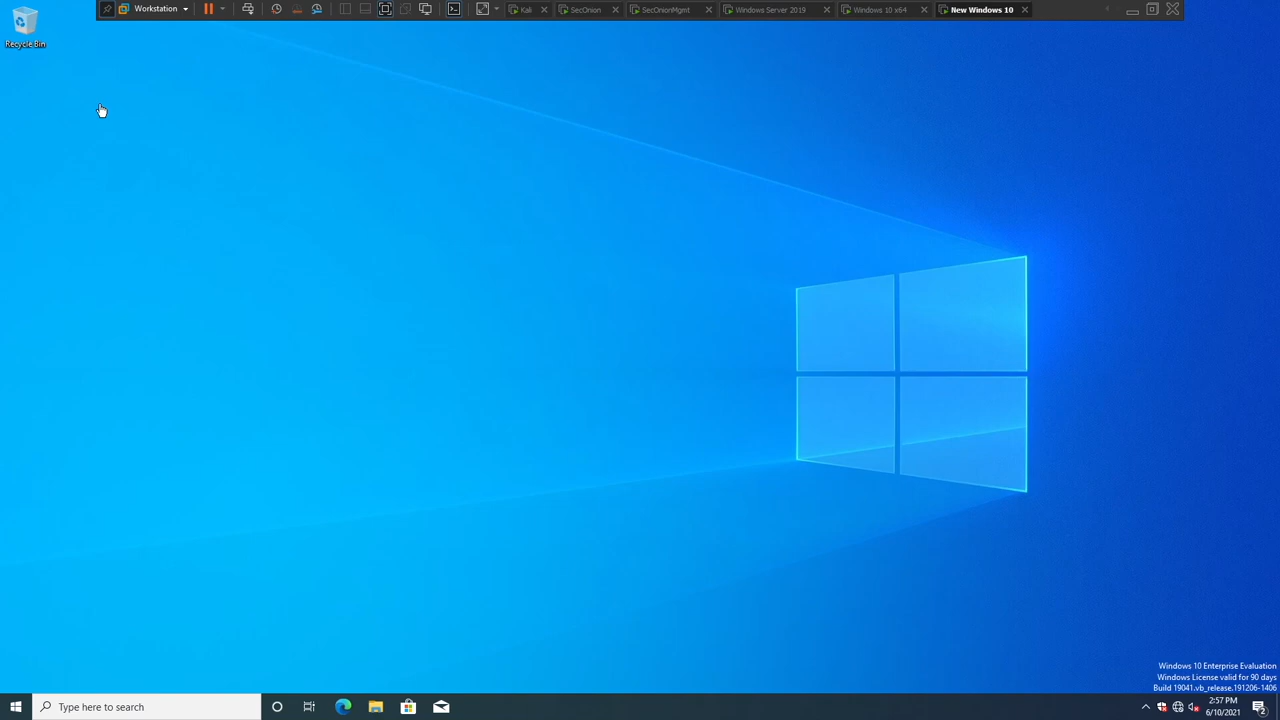 Workstation
Kali
SecOnion
SecOnionMgmt
Windows Server 2019
Windows 10 x64
New Windows 10
Recycle Bin
Windows 10 Enterprise Evaluation
Windows License valid for 90 days
Build 19041.vb_release.191206-1406
Type here to search
2:57 PM
6/10/2021
2